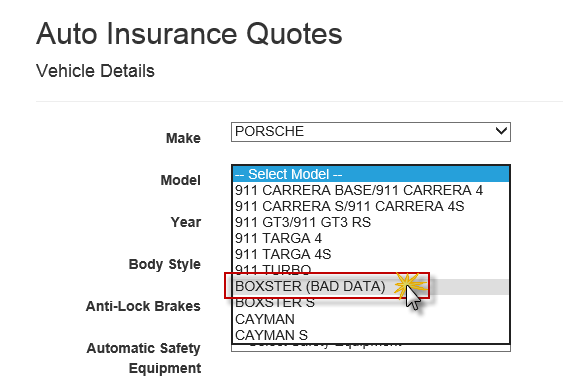 Auto Insurance Quotes
Vehicle Details
Make
PORSCHE
Model
-- Select Model --
911 CARRERA BASE/911 CARRERA 4
911 CARRERA S/911 CARRERA 4S
Year
911 GT3/911 GT3 RS
911 TARGA 4
911 TARGA 4S
Body Style
911 TURBO
BOXSTER (BAD DATA)
Anti-Lock Brakes
BOXSTER S
CAYMAN
CAYMAN S
Automatic Safety
Equipment